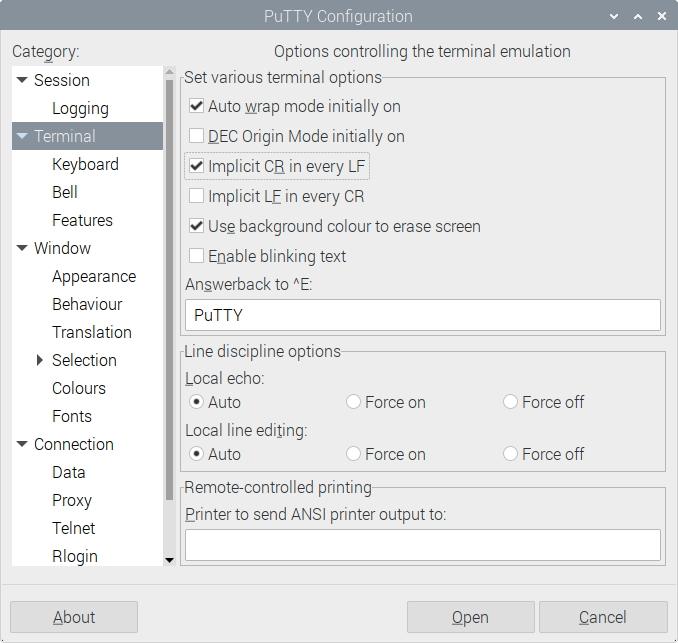 PuTTY Configuration
Category:
Session
Logging
Terminal
Keyboard
Bell
Features
Window
Appearance
Behaviour
Translation
Selection
Colours
Fonts
Connection
Data
Proxy
Telnet
Rlogin
Options controlling the terminal emulation
Set various terminal options
Auto wrap mode initially on
DEC Origin Mode initially on
Implicit CR in every LF
Implicit LF in every CR
Use background colour to erase screen
Enable blinking text
Answerback to ^E:
PuTTY
Line discipline options
Local echo:
Auto Force on Force off
Local line editing:
Auto Force on Force off
Remote-controlled printing
Printer to send ANSI printer output to:
About Open Cancel